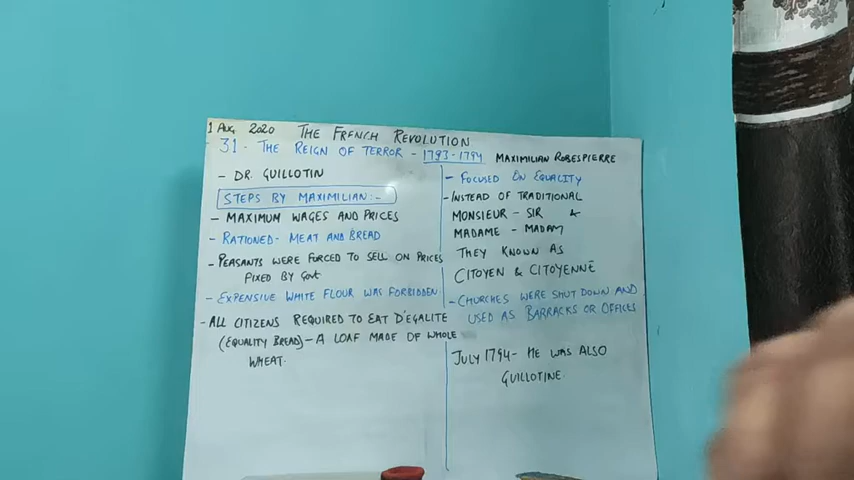 1 Aug 2020 THE FRENCH REVOLUTION
31. THE REIGN OF TERROR - 1793-1794 MAXIMILIAN ROBESPIERRE
- DR. GUILLOTIN
STEPS BY MAXIMILIAN:-
- MAXIMUM WAGES AND PRICES
- RATIONED- MEAT AND BREAD
- PEASANTS WERE FORCED TO SELL ON PRICES
FIXED BY Govt
- EXPENSIVE WHITE FLOUR WAS FORBIDDEN
- ALL CITIZENS REQUIRED TO EAT D'EGALITE
(EQUALITY BREAD) - A LOAF MADE OF WHOLE
WHEAT.
- FOCUSED ON EQUALITY
- INSTEAD OF TRADITIONAL
MONSIEUR - SIR &
MADAME - MADAM
THEY KNOWN AS
CITOYEN & CITOYENNE
- CHURCHES WERE SHUT DOWN AND
USED AS BARRACKS OR OFFICES
JULY 1794- HE WAS ALSO
GUILLOTINE